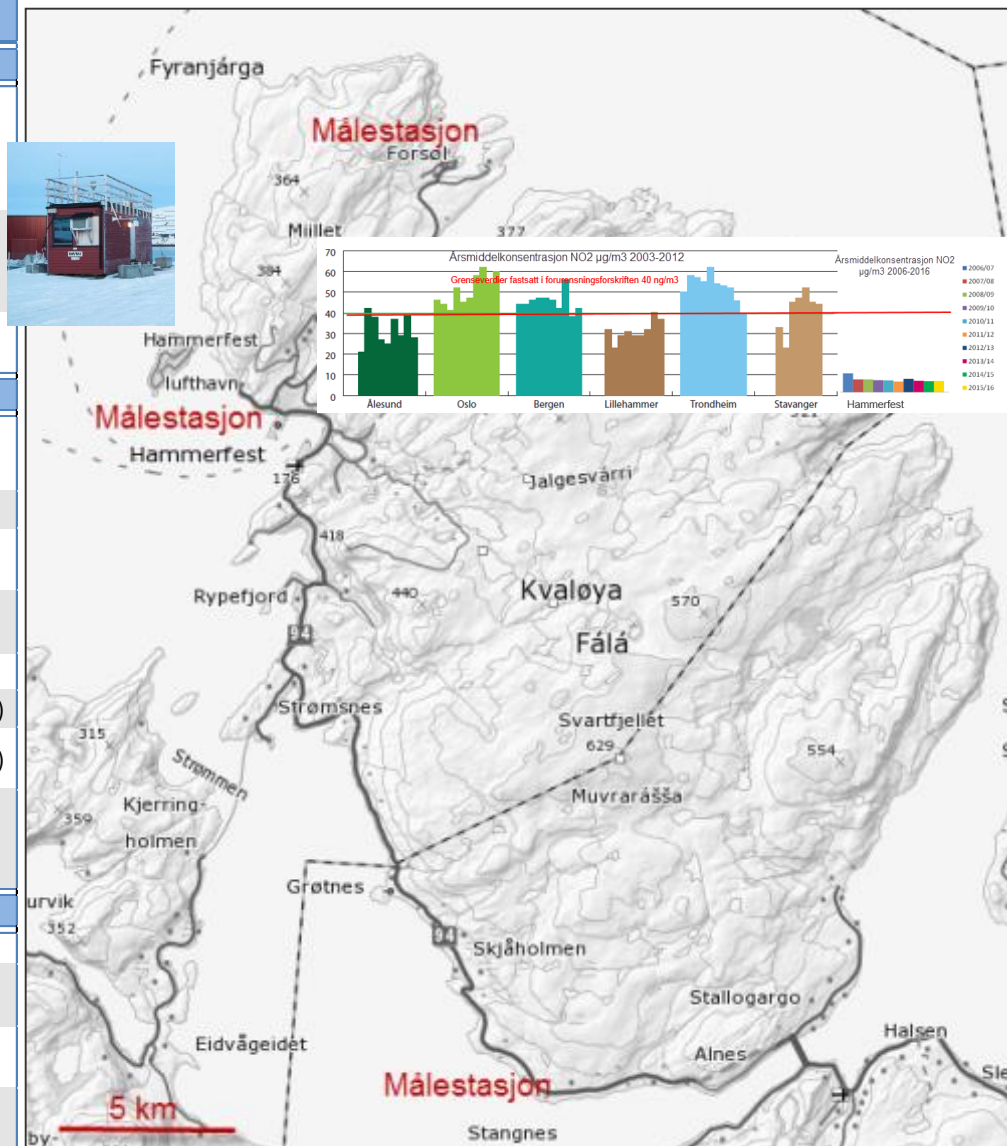 Fyranjárga
Målestasjon
Forsøl
364
Miillet
377
384
Årsmiddelkonsentrasjon NO2 µg/m3 2003-2012
Grenseverdier fastsatt i forurensningsforskriften 40 ng/m3
70
60
50
40
30
20
10
0
Ålesund
Oslo
Bergen
Lillehammer
Trondheim
Stavanger
Hammerfest
Årsmiddelkonsentrasjon NO2
µg/m3 2006-2016
2006/07
2007/08
2008/09
2009/10
2010/11
2011/12
2012/13
2013/14
2014/15
2015/16
Hammerfest
lufthavn
Målestasjon
Hammerfest
176
Jalgesvárri
418
Kvaløya
Rypefjord
440
570
94
Fálá
)
Strømsnes
Svartfjellet
315
629
554
)
Strømmen
Muvrarášša
Kjerring-
359
holmen
Grøtnes
urvik
352
94
Skjåholmen
Stallogargo
Eidvågeidet
Halsen
Alnes
Sle
Målestasjon
5 km
Stangnes
by-